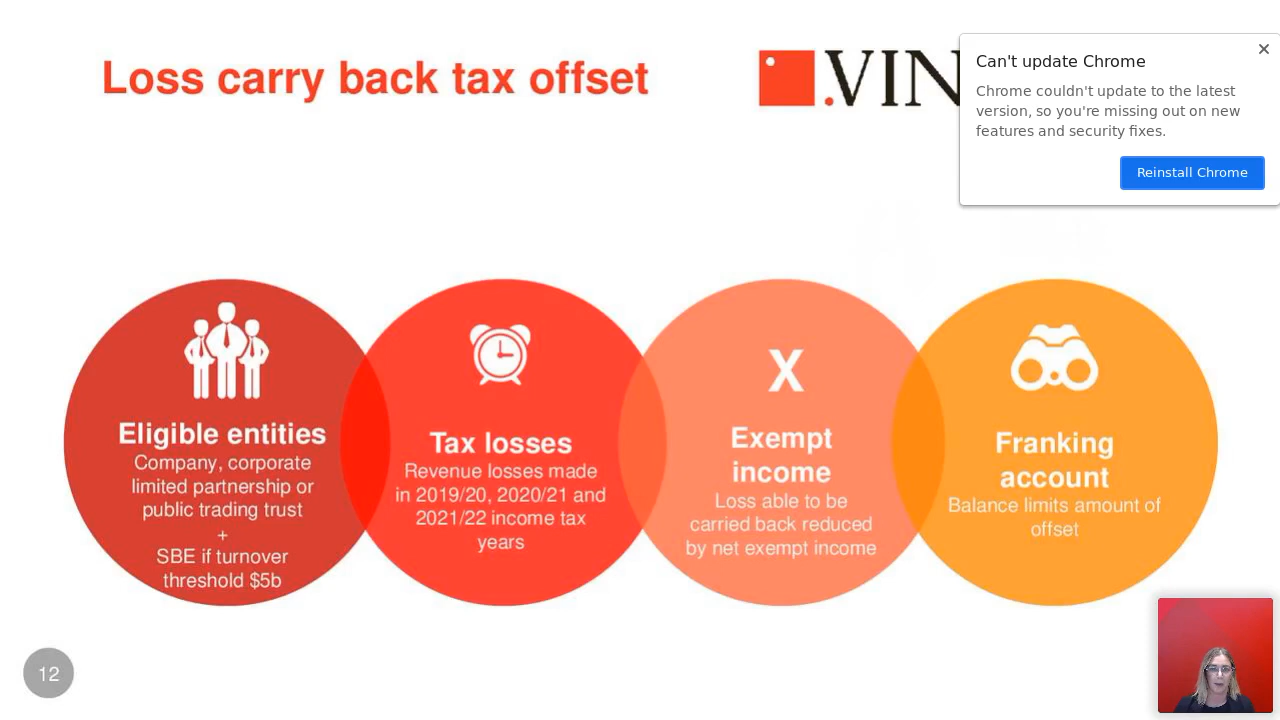 Loss carry back tax offset
.VIN
Can't update Chrome
Chrome couldn't update to the latest
version, so you're missing out on new
features and security fixes.
Reinstall Chrome
Eligible entities
Company, corporate
limited partnership or
public trading trust
+
SBE if turnover
threshold $5b
Tax losses
Revenue losses made
in 2019/20, 2020/21 and
2021/22 income tax
years
X
Exempt
income
Loss able to be
carried back reduced
by net exempt income
Franking
account
Balance limits amount of
offset
12